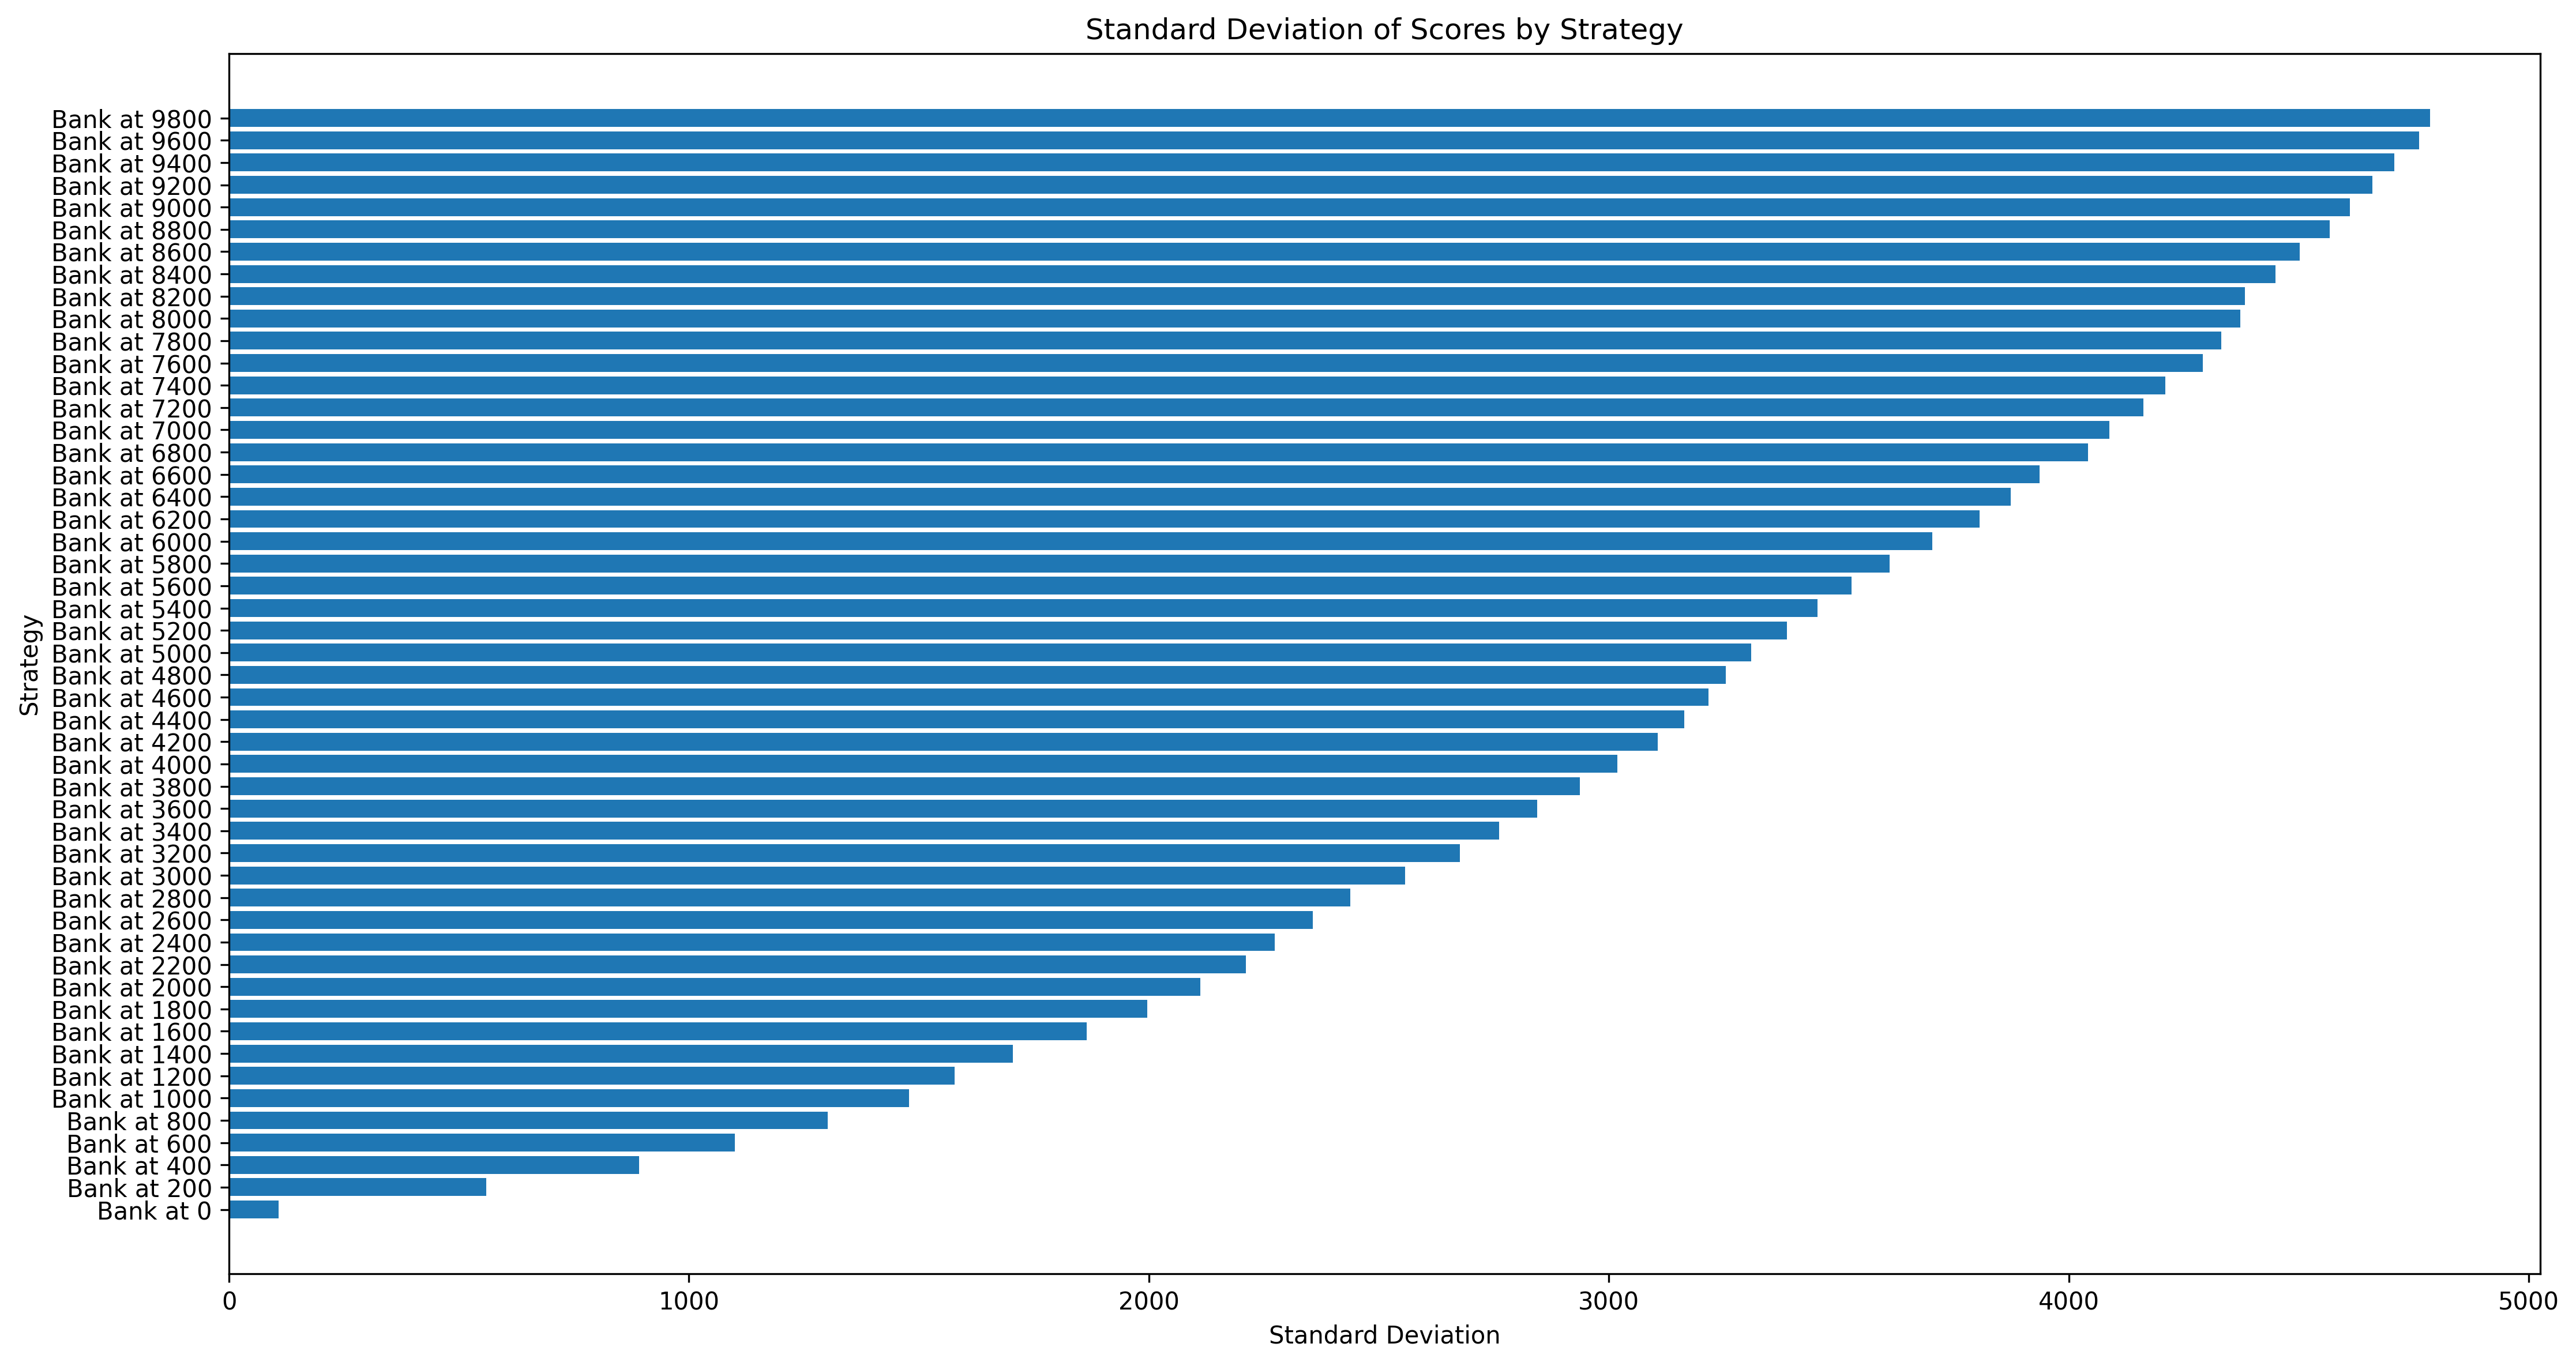 Standard Deviation of Scores by Strategy
Strategy
Bank at 9800
Bank at 9600
Bank at 9400
Bank at 9200
Bank at 9000
Bank at 8800
Bank at 8600
Bank at 8400
Bank at 8200
Bank at 8000
Bank at 7800
Bank at 7600
Bank at 7400
Bank at 7200
Bank at 7000
Bank at 6800
Bank at 6600
Bank at 6400
Bank at 6200
Bank at 6000
Bank at 5800
Bank at 5600
Bank at 5400
Bank at 5200
Bank at 5000
Bank at 4800
Bank at 4600
Bank at 4400
Bank at 4200
Bank at 4000
Bank at 3800
Bank at 3600
Bank at 3400
Bank at 3200
Bank at 3000
Bank at 2800
Bank at 2600
Bank at 2400
Bank at 2200
Bank at 2000
Bank at 1800
Bank at 1600
Bank at 1400
Bank at 1200
Bank at 1000
Bank at 800
Bank at 600
Bank at 400
Bank at 200
Bank at 0
0 1000 2000 3000 4000 5000
Standard Deviation